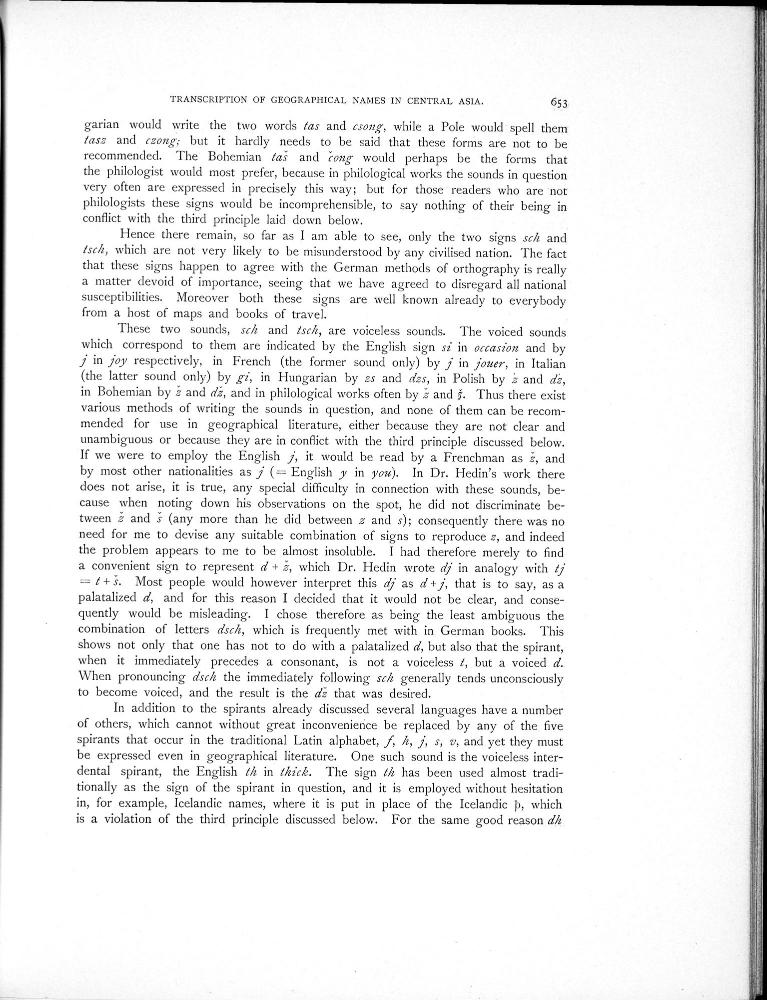 TRANSCRIPTION OF GEOGRAPHICAL NAMES IN CENTRAL ASIA. 653
garian would write the two words tas and csong, while a Pole would spell them
tasz and czong; but it hardly needs to be said that these forms are not to be
recommended. The Bohemian taš and čong would perhaps be the forms that
the philologist would most prefer, because in philological works the sounds in question
very often are expressed in precisely this way; but for those readers who are not
philologists these signs would be incomprehensible, to say nothing of their being in
conflict with the third principle laid down below.
Hence there remain, so far as I am able to see, only the two signs sch and
tsch, which are not very likely to be misunderstood by any civilised nation. The fact
that these signs happen to agree with the German methods of orthography is really
a matter devoid of importance, seeing that we have agreed to disregard all national
susceptibilities. Moreover both these signs are well known already to everybody
from a host of maps and books of travel.
These two sounds, sch and tsch, are voiceless sounds. The voiced sounds
which correspond to them are indicated by the English sign si in occasion and by
j in joy respectively, in French (the former sound only) by j in jouer, in Italian
(the latter sound only) by gi, in Hungarian by zs and dzs, in Polish by ż and dz,
in Bohemian by ž and dž, and in philological works often by ž and ǯ. Thus there exist
various methods of writing the sounds in question, and none of them can be recom-
mended for use in geographical literature, either because they are not clear and
unambiguous or because they are in conflict with the third principle discussed below.
If we were to employ the English j, it would be read by a Frenchman as ž, and
by most other nationalities as j (= English y in you). In Dr. Hedin's work there
does not arise, it is true, any special difficulty in connection with these sounds, be-
cause when noting down his observations on the spot, he did not discriminate be-
tween ž and š (any more than he did between z and s); consequently there was no
need for me to devise any suitable combination of signs to reproduce z, and indeed
the problem appears to me to be almost insoluble. I had therefore merely to find
a convenient sign to represent d + ž, which Dr. Hedin wrote dj in analogy with tj
= t + š. Most people would however interpret this dj as d + j, that is to say, as a
palatalized d, and for this reason I decided that it would not be clear, and conse-
quently would be misleading. I chose therefore as being the least ambiguous the
combination of letters dsch, which is frequently met with in German books. This
shows not only that one has not to do with a palatalized d, but also that the spirant,
when it immediately precedes a consonant, is not a voiceless t, but a voiced d.
When pronouncing dsch the immediately following sch generally tends unconsciously
to become voiced, and the result is the dž that was desired.
In addition to the spirants already discussed several languages have a number
of others, which cannot without great inconvenience be replaced by any of the five
spirants that occur in the traditional Latin alphabet, f, h, j, s, v, and yet they must
be expressed even in geographical literature. One such sound is the voiceless inter-
dental spirant, the English th in thick. The sign th has been used almost tradi-
tionally as the sign of the spirant in question, and it is employed without hesitation
in, for example, Icelandic names, where it is put in place of the Icelandic þ, which
is a violation of the third principle discussed below. For the same good reason dh